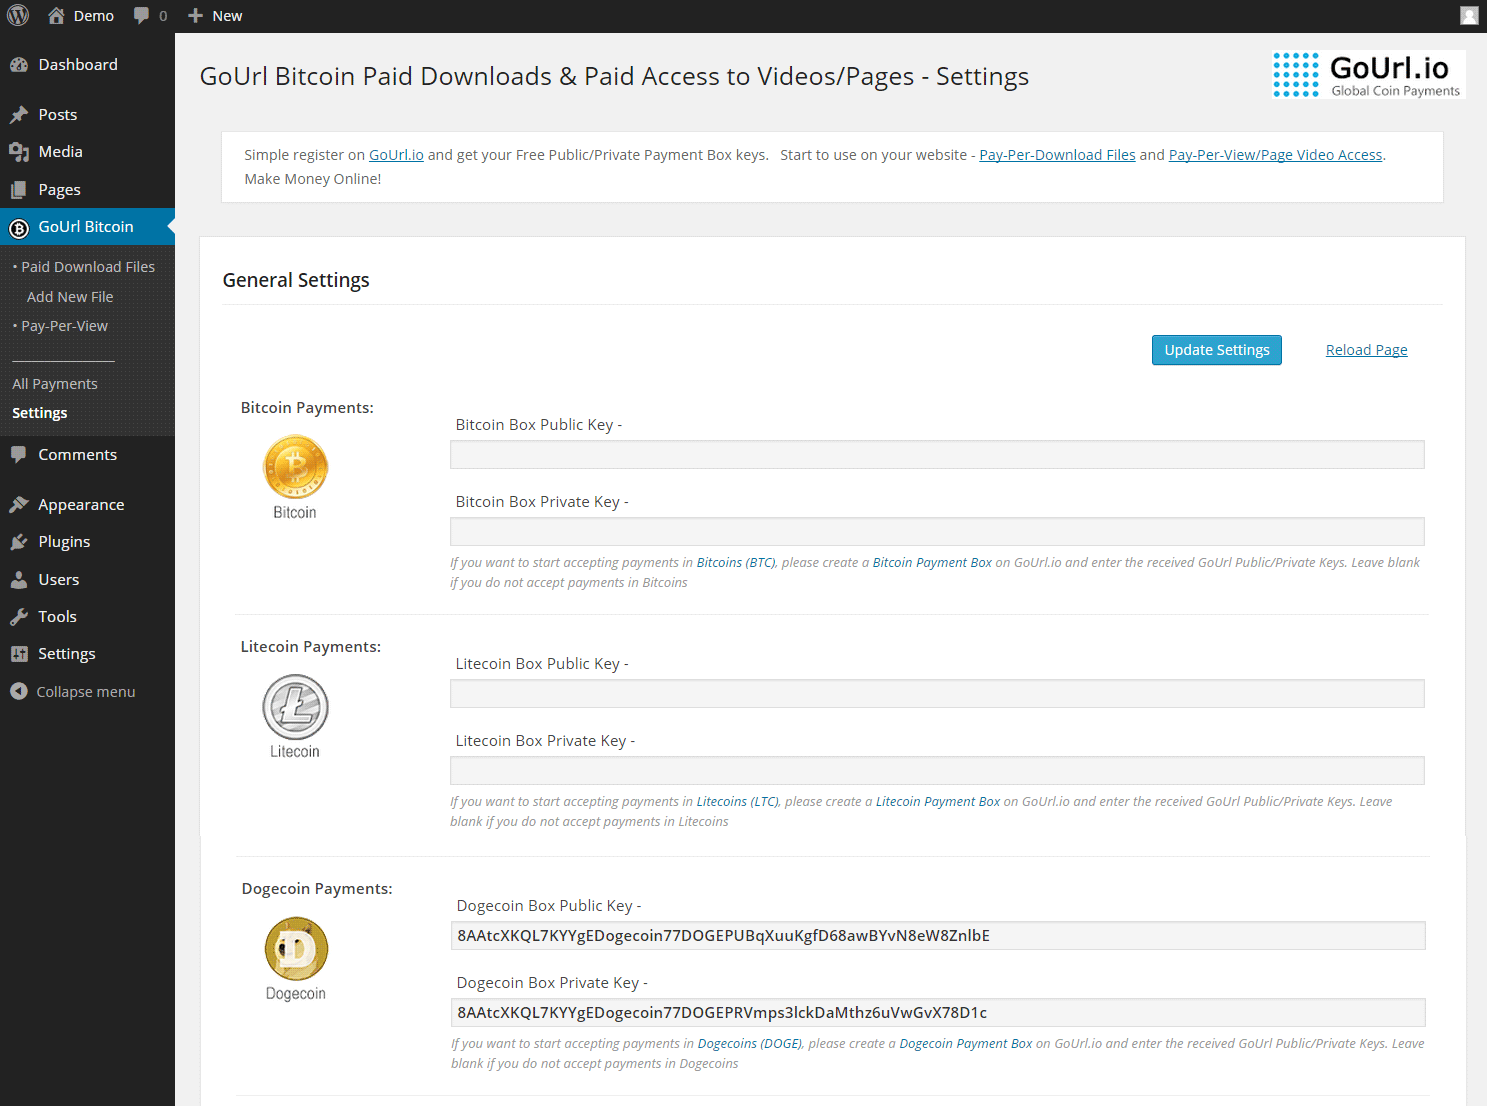 Demo 0 New
Dashboard
Posts
Media
Pages
GoUrl Bitcoin
• Paid Download Files
Add New File
• Pay-Per-View
All Payments
Settings
Comments
Appearance
Plugins
Users
Tools
Settings
Collapse menu
GoUrl Bitcoin Paid Downloads & Paid Access to Videos/Pages - Settings
GoUrl.io
Global Coin Payments
Simple register on GoUrl.io and get your Free Public/Private Payment Box keys. Start to use on your website - Pay-Per-Download Files and Pay-Per-View/Page Video Access.
Make Money Online!
General Settings
Update Settings Reload Page
Bitcoin Payments:
Bitcoin
Bitcoin Box Public Key -
Bitcoin Box Private Key -
If you want to start accepting payments in Bitcoins (BTC), please create a Bitcoin Payment Box on GoUrl.io and enter the received GoUrl Public/Private Keys. Leave blank
if you do not accept payments in Bitcoins
Litecoin Payments:
Litecoin
Litecoin Box Public Key -
Litecoin Box Private Key -
If you want to start accepting payments in Litecoins (LTC), please create a Litecoin Payment Box on GoUrl.io and enter the received GoUrl Public/Private Keys. Leave
blank if you do not accept payments in Litecoins
Dogecoin Payments:
Dogecoin
Dogecoin Box Public Key -
8AAtcXKQL7KYYgEDogecoin77DOGEPUBqXuuKgfD68awBYvN8eW8ZnlbE
Dogecoin Box Private Key -
8AAtcXKQL7KYYgEDogecoin77DOGEPRVmps3lckDaMthz6uVwGvX78D1c
If you want to start accepting payments in Dogecoins (DOGE), please create a Dogecoin Payment Box on GoUrl.io and enter the received GoUrl Public/Private Keys. Leave
blank if you do not accept payments in Dogecoins